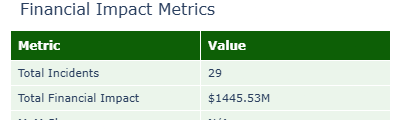 Financial Impact Metrics
Metric Value
Total Incidents 29
Total Financial Impact $1445.53M